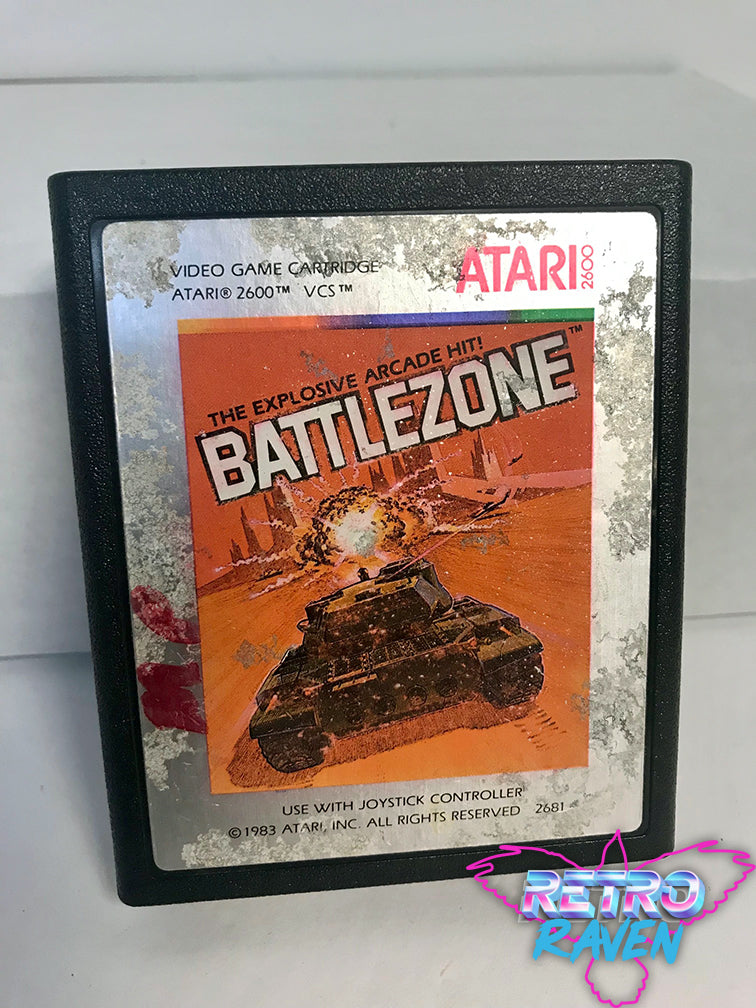 VIDEO GAME CARTRIDGE
ATARI® 2600™ VCS™
ATARI 2600
THE EXPLOSIVE ARCADE HIT!
BATTLEZONE™
USE WITH JOYSTICK CONTROLLER
©1983 ATARI, INC. ALL RIGHTS RESERVED 2681
RETRO
RAVEN